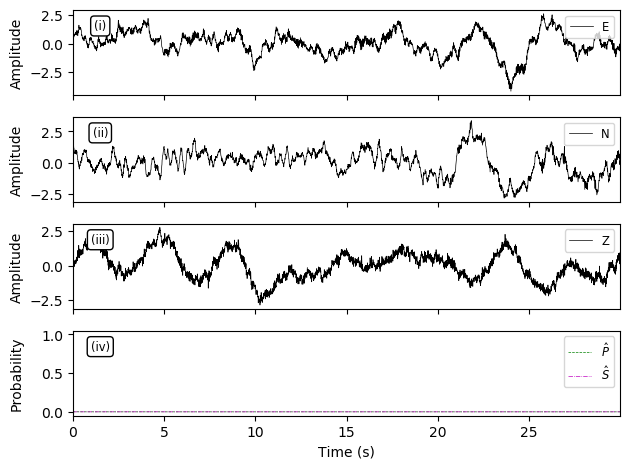 2.5
0.0
−2.5
Amplitude
(i)
E
2.5
0.0
−2.5
Amplitude
(ii)
N
2.5
0.0
−2.5
Amplitude
(iii)
Z
1.0
0.5
0.0
Probability
(iv)
P̂
Ŝ
0 5 10 15 20 25
Time (s)